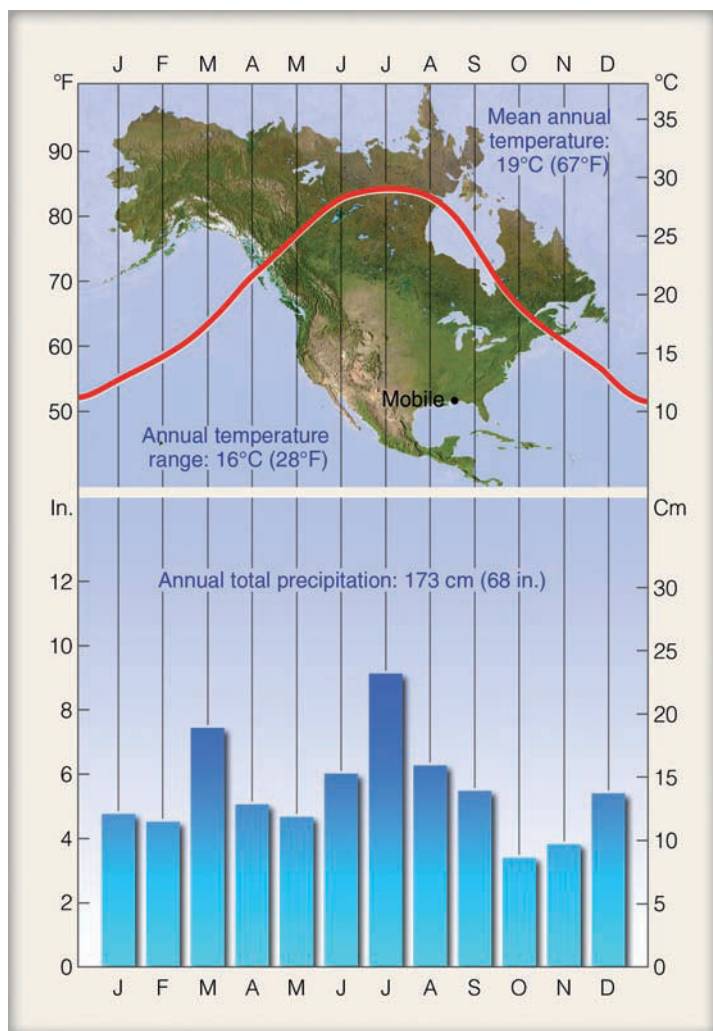 J F M A M J J A S O N D
°F °C
Mean annual
temperature:
19°C (67°F)
35
90
30
80
25
70
20
60
15
50
10
Mobile
Annual temperature
range: 16°C (28°F)
In. Cm
Annual total precipitation: 173 cm (68 in.)
12
30
10
25
8
20
6
15
4
10
2
5
0 0
J F M A M J J A S O N D